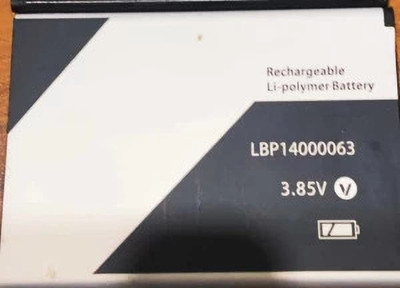 Rechargeable
Li-polymer Battery
LBP14000063
3.85V